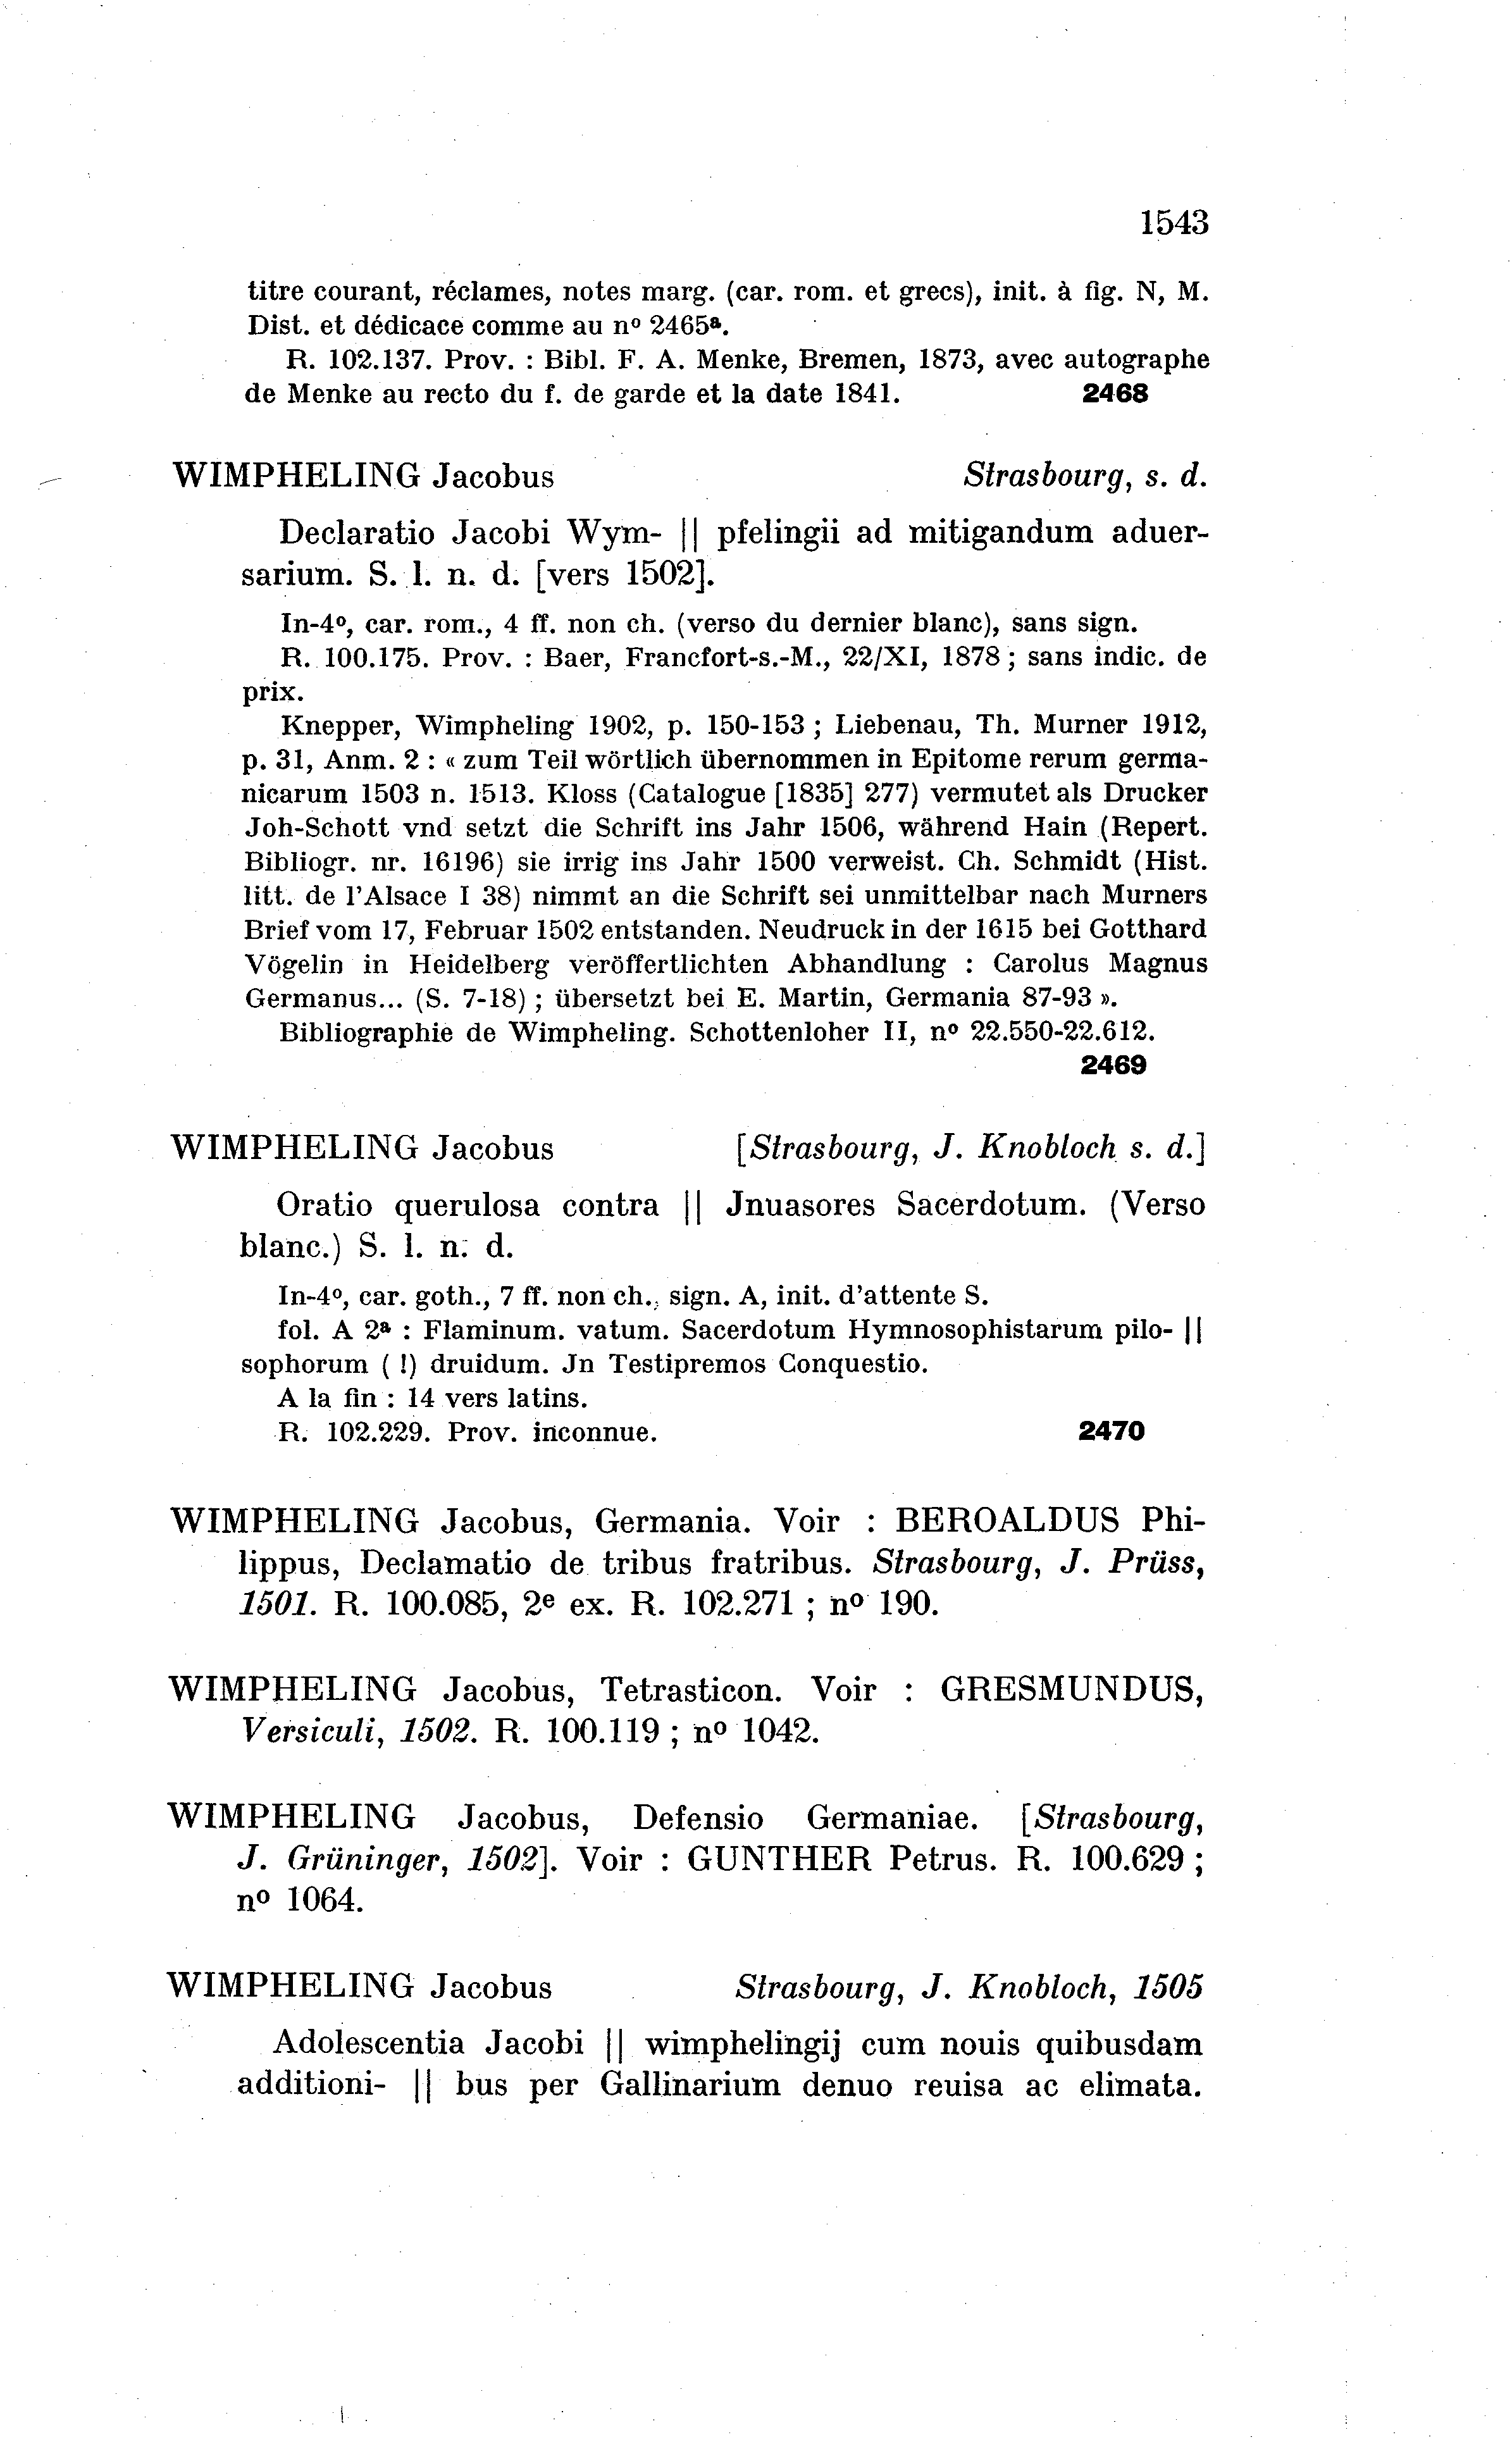 1543
titre courant, réclames, notes marg. (car. rom. et grecs), init. à fig. N, M.
Dist. et dédicace comme au nº 2465ª.
R. 102.137. Prov. : Bibl. F. A. Menke, Bremen, 1873, avec autographe
de Menke au recto du f. de garde et la date 1841. 2468
WIMPHELING Jacobus Strasbourg, s. d.
Declaratio Jacobi Wym- || pfelingii ad mitigandum aduer-
sarium. S. l. n. d. [vers 1502].
In-4º, car. rom., 4 ff. non ch. (verso du dernier blanc), sans sign.
R. 100.175. Prov. : Baer, Francfort-s.-M., 22/XI, 1878 ; sans indic. de
prix.
Knepper, Wimpheling 1902, p. 150-153 ; Liebenau, Th. Murner 1912,
p. 31, Anm. 2 : « zum Teil wörtlich übernommen in Epitome rerum germa-
nicarum 1503 n. 1513. Kloss (Catalogue [1835] 277) vermutet als Drucker
Joh-Schott vnd setzt die Schrift ins Jahr 1506, während Hain (Repert.
Bibliogr. nr. 16196) sie irrig ins Jahr 1500 verweist. Ch. Schmidt (Hist.
litt. de l'Alsace I 38) nimmt an die Schrift sei unmittelbar nach Murners
Brief vom 17, Februar 1502 entstanden. Neudruck in der 1615 bei Gotthard
Vögelin in Heidelberg veröffertlichten Abhandlung : Carolus Magnus
Germanus... (S. 7-18) ; übersetzt bei E. Martin, Germania 87-93 ».
Bibliographie de Wimpheling. Schottenloher II, nº 22.550-22.612.
2469
WIMPHELING Jacobus [Strasbourg, J. Knobloch s. d.]
Oratio querulosa contra || Jnuasores Sacerdotum. (Verso
blanc.) S. l. n. d.
In-4º, car. goth., 7 ff. non ch., sign. A, init. d'attente S.
fol. A 2ª : Flaminum. vatum. Sacerdotum Hymnosophistarum pilo- ||
sophorum ( !) druidum. Jn Testipremos Conquestio.
A la fin : 14 vers latins.
R. 102.229. Prov. inconnue. 2470
WIMPHELING Jacobus, Germania. Voir : BEROALDUS Phi-
lippus, Declamatio de tribus fratribus. Strasbourg, J. Prüss,
1501. R. 100.085, 2e ex. R. 102.271 ; nº 190.
WIMPHELING Jacobus, Tetrasticon. Voir : GRESMUNDUS,
Versiculi, 1502. R. 100.119 ; nº 1042.
WIMPHELING Jacobus, Defensio Germaniae. [Strasbourg,
J. Grüninger, 1502]. Voir : GUNTHER Petrus. R. 100.629 ;
nº 1064.
WIMPHELING Jacobus Strasbourg, J. Knobloch, 1505
Adolescentia Jacobi || wimphelingij cum nouis quibusdam
additioni- || bus per Gallinarium denuo reuisa ac elimata.